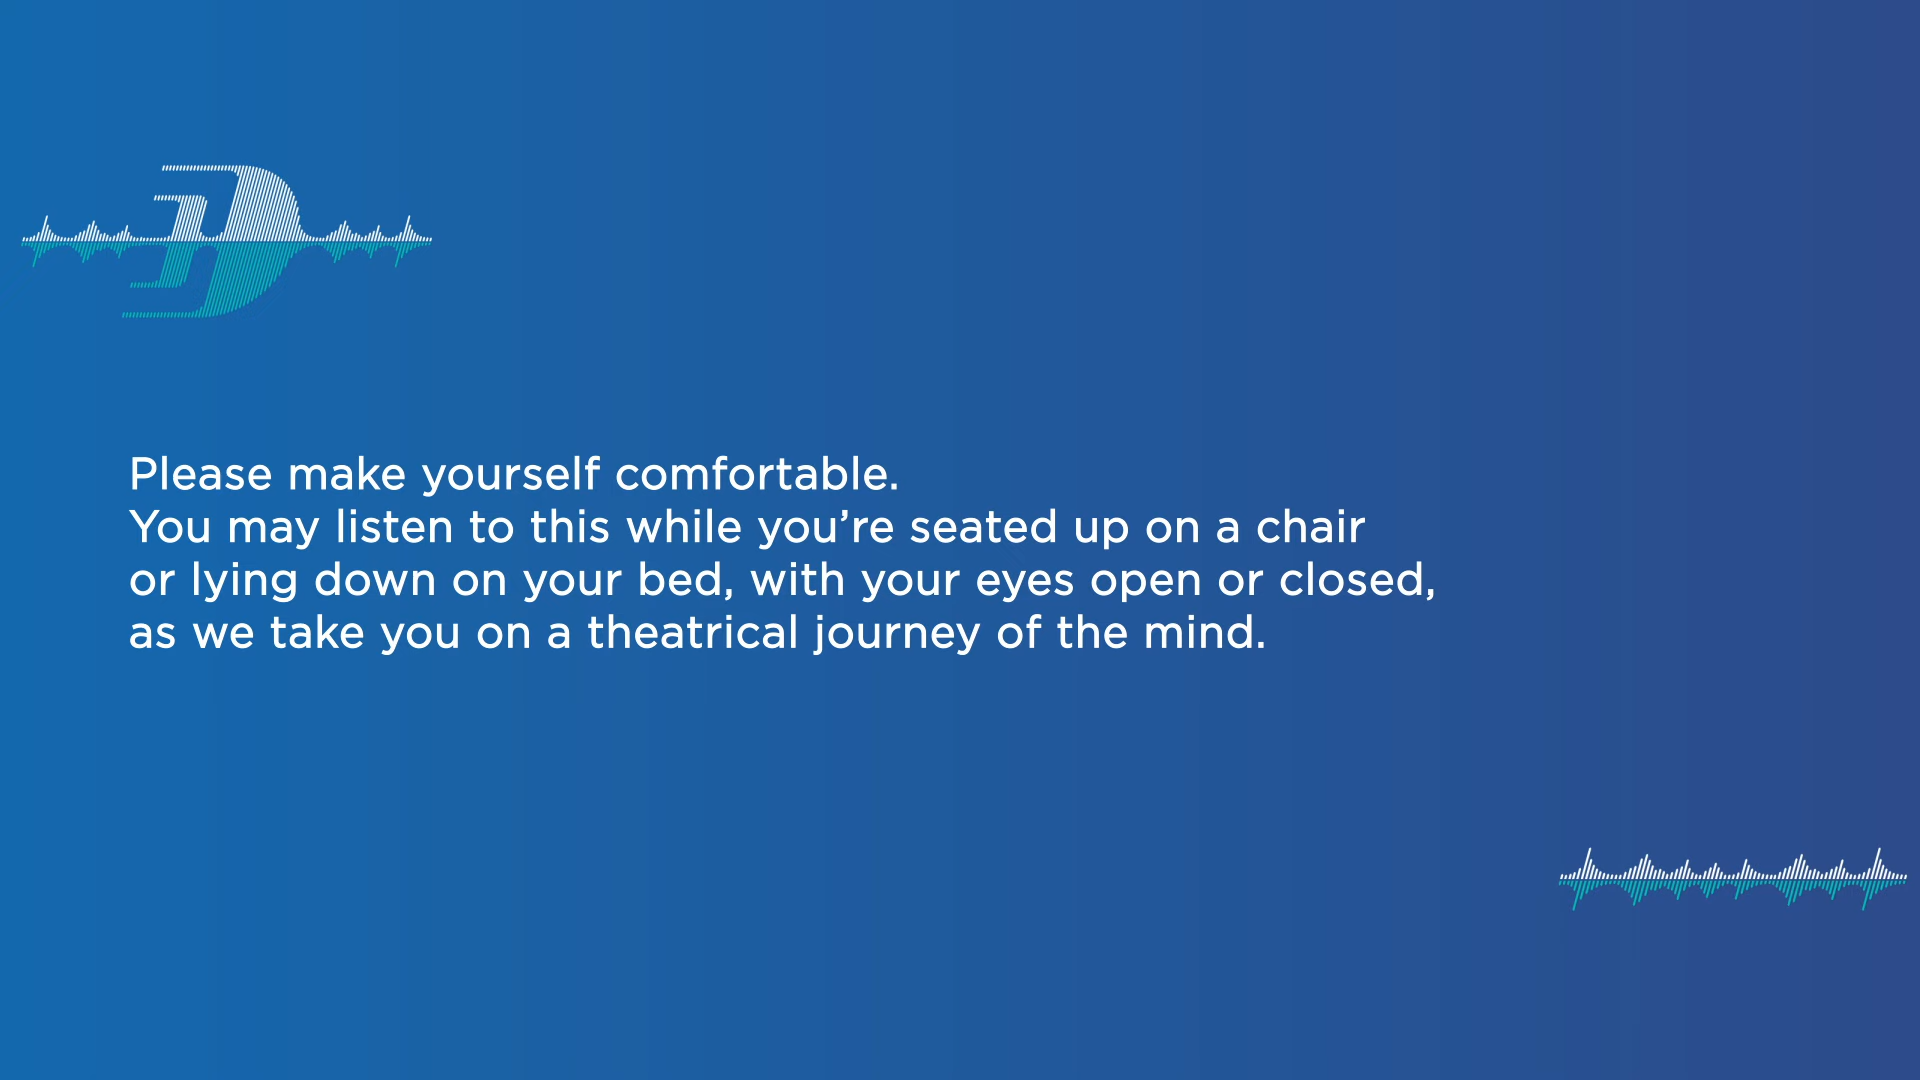 Please make yourself comfortable.
You may listen to this while you’re seated up on a chair
or lying down on your bed, with your eyes open or closed,
as we take you on a theatrical journey of the mind.